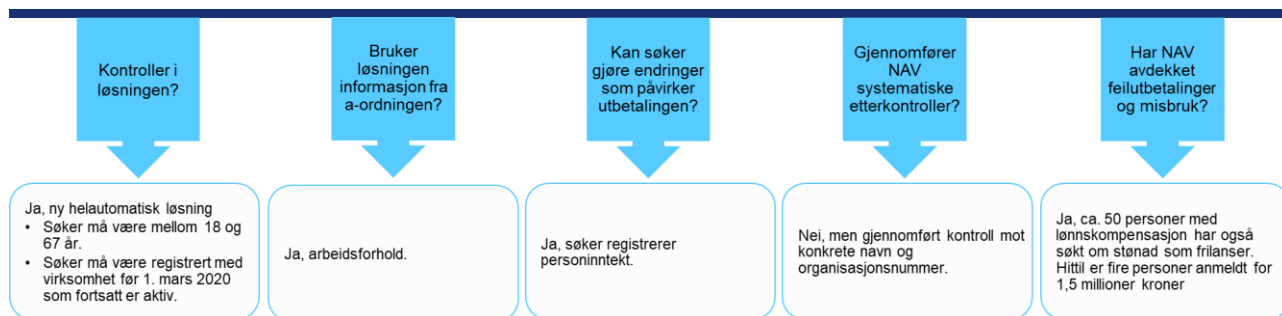 Kontroller i
løsningen?
Bruker
løsningen
informasjon fra
a-ordningen?
Kan søker
gjøre endringer
som påvirker
utbetalingen?
Gjennomfører
NAV
systematiske
etterkontroller?
Har NAV
avdekket
feilutbetalinger
og misbruk?
Ja, ny helautomatisk løsning
• Søker må være mellom 18 og
67 år.
• Søker må være registrert med
virksomhet før 1. mars 2020
som fortsatt er aktiv.
Ja, arbeidsforhold.
Ja, søker registrerer
personinntekt.
Nei, men gjennomført kontroll mot
konkrete navn og
organisasjonsnummer.
Ja, ca. 50 personer med
lønnskompensasjon har også
søkt om stønad som frilanser.
Hittil er fire personer anmeldt for
1,5 millioner kroner